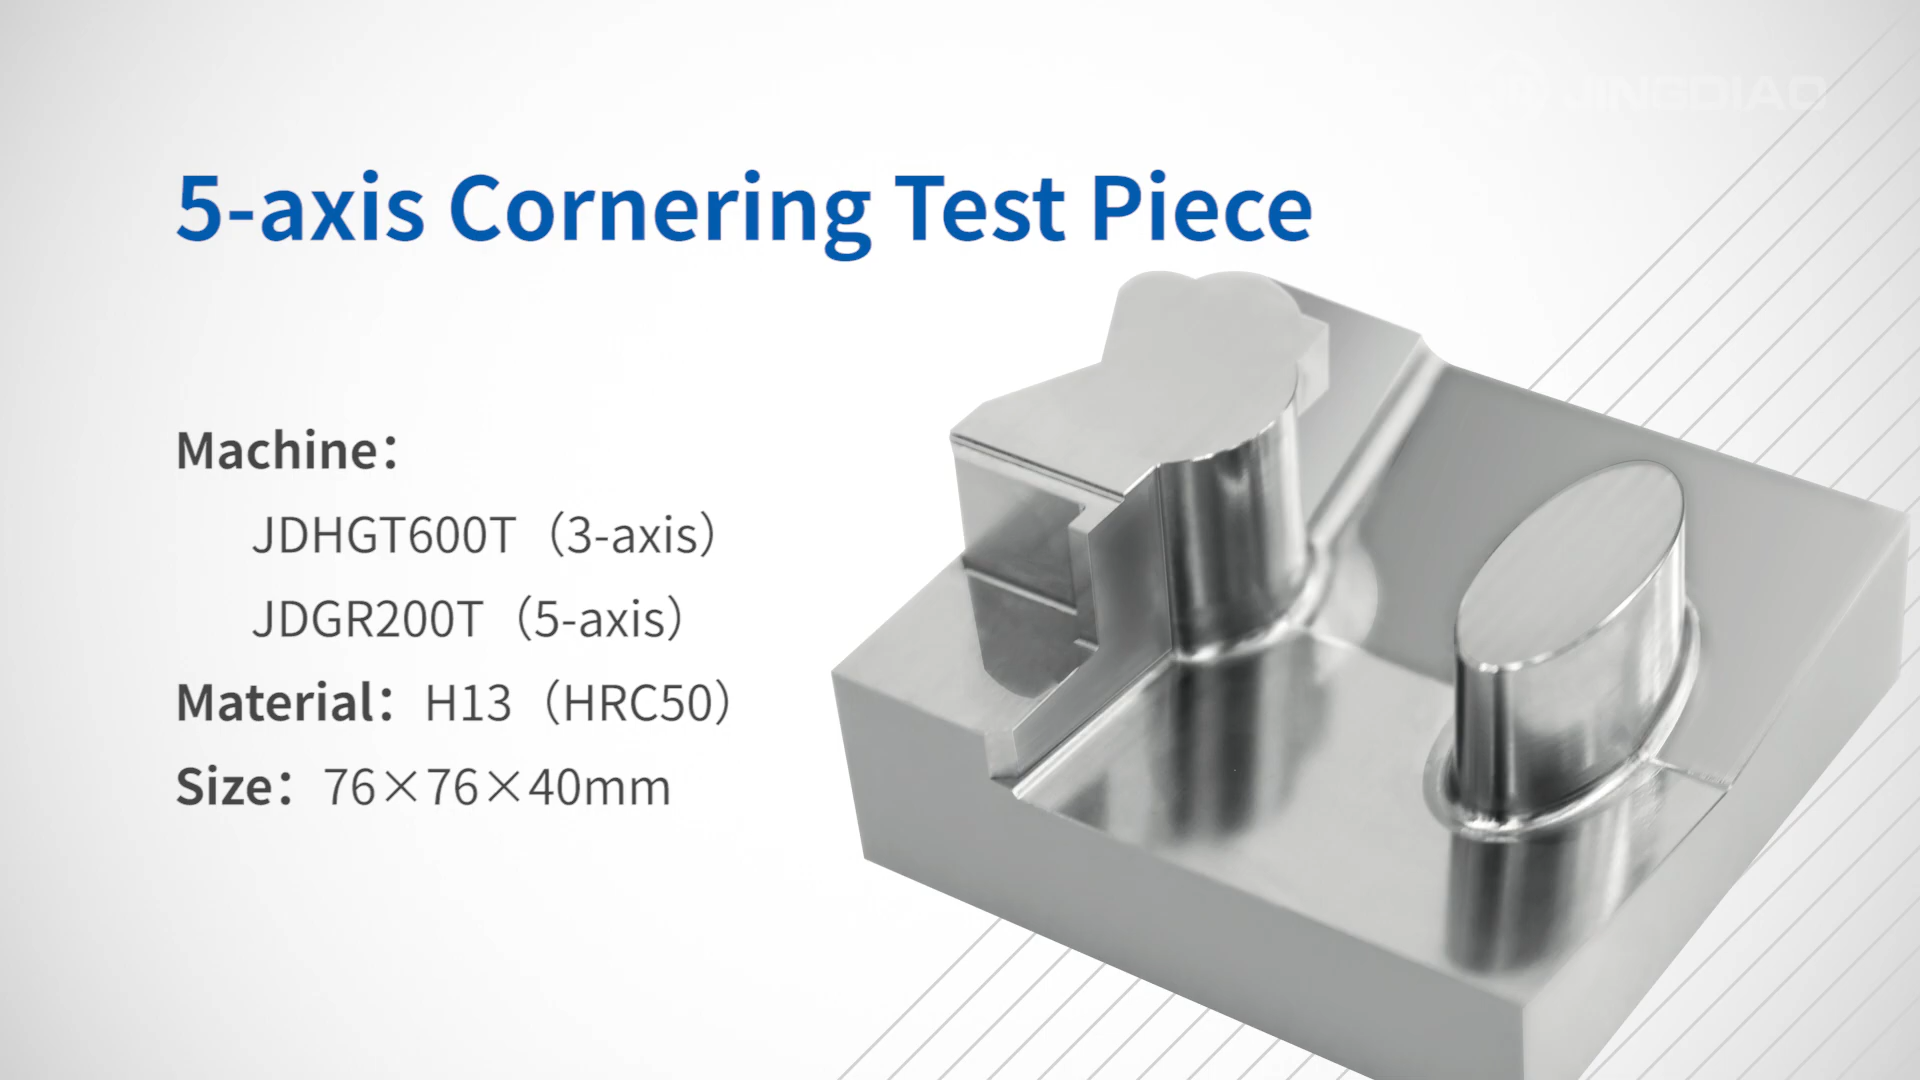 JINGDIAO
5-axis Cornering Test Piece
Machine：
JDHGT600T（3-axis）
JDGR200T（5-axis）
Material：H13（HRC50）
Size：76×76×40mm